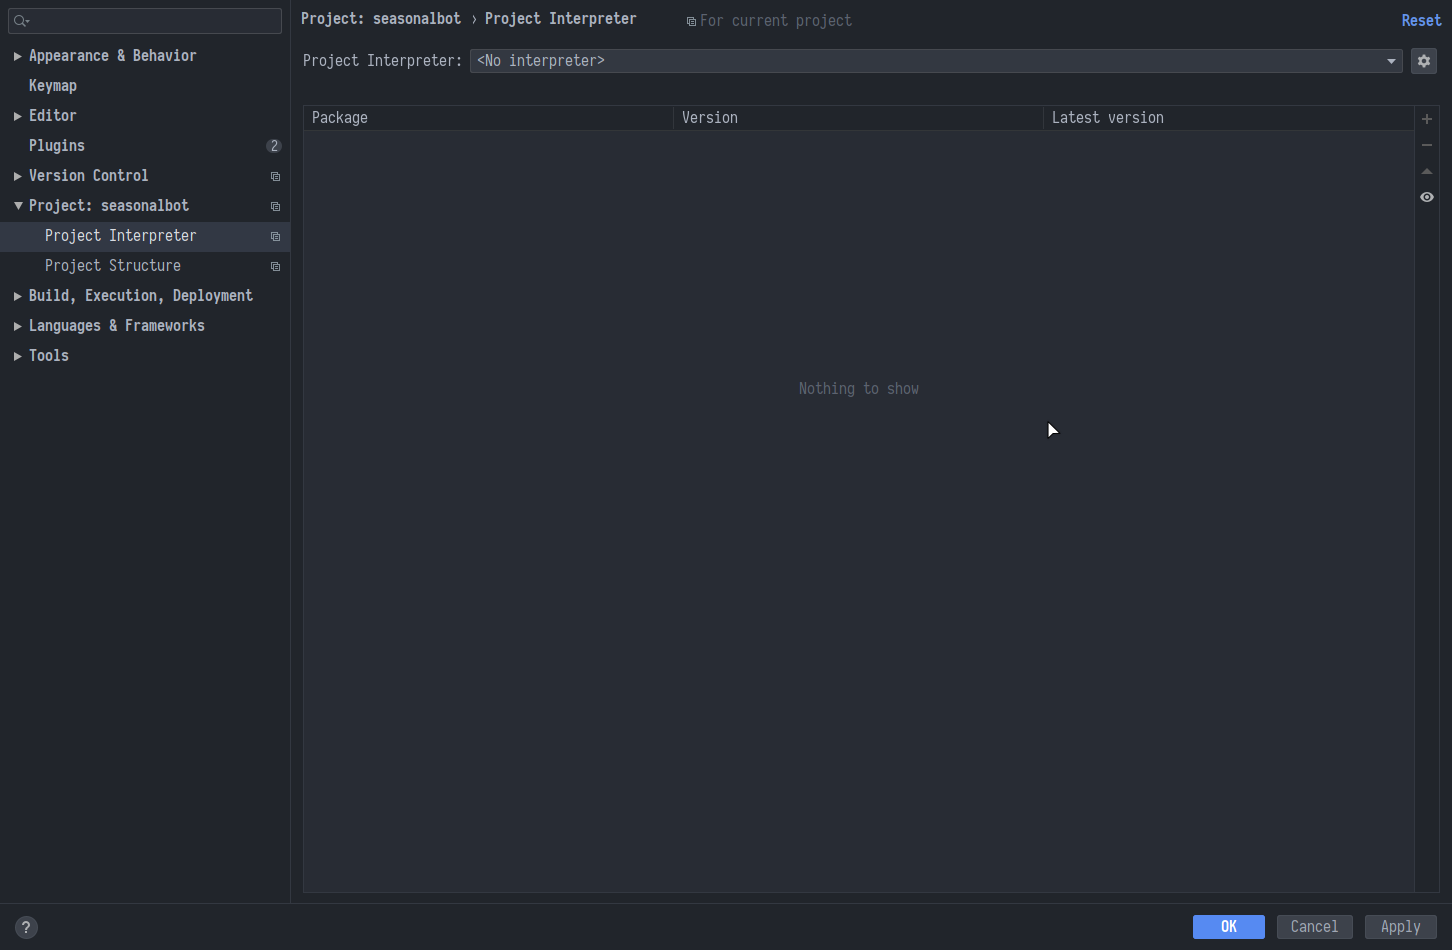 Project: seasonalbot › Project Interpreter
For current project
Reset
Appearance & Behavior
Keymap
Editor
Plugins 2
Version Control
Project: seasonalbot
Project Interpreter
Project Structure
Build, Execution, Deployment
Languages & Frameworks
Tools
Project Interpreter: <No interpreter>
Package Version Latest version
Nothing to show
? OK Cancel Apply